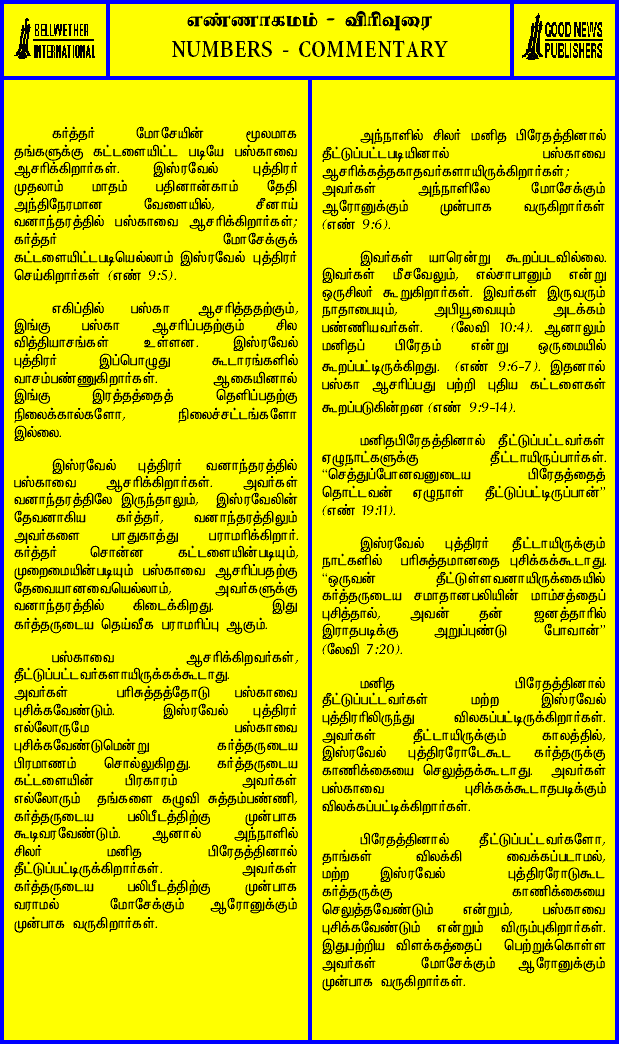 BELLWETHER
INTERNATIONAL
எண்ணாகமம் - விரிவுரை
NUMBERS - COMMENTARY
GOOD NEWS
PUBLISHERS
கர்த்தர் மோசேயின் மூலமாக
தங்களுக்கு கட்டளையிட்ட படியே பஸ்காவை
ஆசரிக்கிறார்கள். இஸ்ரவேல் புத்திரர்
முதலாம் மாதம் பதினான்காம் தேதி
அந்திநேரமான வேளையில், சீனாய்
வனாந்தரத்தில் பஸ்காவை ஆசரிக்கிறார்கள்;
கர்த்தர் மோசேக்குக்
கட்டளையிட்டபடியெல்லாம் இஸ்ரவேல் புத்திரர்
செய்கிறார்கள் (எண் 9:5).
எகிப்தில் பஸ்கா ஆசரித்ததற்கும்,
இங்கு பஸ்கா ஆசரிப்பதற்கும் சில
வித்தியாசங்கள் உள்ளன. இஸ்ரவேல்
புத்திரர் இப்பொழுது கூடாரங்களில்
வாசம்பண்ணுகிறார்கள். ஆகையினால்
இங்கு இரத்தத்தைத் தெளிப்பதற்கு
நிலைக்கால்களோ, நிலைச்சட்டங்களோ
இல்லை.
இஸ்ரவேல் புத்திரர் வனாந்தரத்தில்
பஸ்காவை ஆசரிக்கிறார்கள். அவர்கள்
வனாந்தரத்திலே இருந்தாலும், இஸ்ரவேலின்
தேவனாகிய கர்த்தர், வனாந்தரத்திலும்
அவர்களை பாதுகாத்து பராமரிக்கிறார்.
கர்த்தர் சொன்ன கட்டளையின்படியும்,
முறைமையின்படியும் பஸ்காவை ஆசரிப்பதற்கு
தேவையானவையெல்லாம், அவர்களுக்கு
வனாந்தரத்தில் கிடைக்கிறது. இது
கர்த்தருடைய தெய்வீக பராமரிப்பு ஆகும்.
பஸ்காவை ஆசரிக்கிறவர்கள்,
தீட்டுப்பட்டவர்களாயிருக்கக்கூடாது.
அவர்கள் பரிசுத்தத்தோடு பஸ்காவை
புசிக்கவேண்டும். இஸ்ரவேல் புத்திரர்
எல்லோருமே பஸ்காவை
புசிக்கவேண்டுமென்று கர்த்தருடைய
பிரமாணம் சொல்லுகிறது. கர்த்தருடைய
கட்டளையின் பிரகாரம் அவர்கள்
எல்லோரும் தங்களை கழுவி சுத்தம்பண்ணி,
கர்த்தருடைய பலிபீடத்திற்கு முன்பாக
கூடிவரவேண்டும். ஆனால் அந்நாளில்
சிலர் மனித பிரேதத்தினால்
தீட்டுப்பட்டிருக்கிறார்கள். அவர்கள்
கர்த்தருடைய பலிபீடத்திற்கு முன்பாக
வராமல் மோசேக்கும் ஆரோனுக்கும்
முன்பாக வருகிறார்கள்.
அந்நாளில் சிலர் மனித பிரேதத்தினால்
தீட்டுப்பட்டபடியினால் பஸ்காவை
ஆசரிக்கத்தகாதவர்களாயிருக்கிறார்கள்;
அவர்கள் அந்நாளிலே மோசேக்கும்
ஆரோனுக்கும் முன்பாக வருகிறார்கள்
(எண் 9:6).
இவர்கள் யாரென்று கூறப்படவில்லை.
இவர்கள் மீசவேலும், எல்சாபானும் என்று
ஒருசிலர் கூறுகிறார்கள். இவர்கள் இருவரும்
நாதாபையும், அபியூவையும் அடக்கம்
பண்ணியவர்கள். (லேவி 10:4). ஆனாலும்
மனிதப் பிரேதம் என்று ஒருமையில்
கூறப்பட்டிருக்கிறது. (எண் 9:6-7). இதனால்
பஸ்கா ஆசரிப்பது பற்றி புதிய கட்டளைகள்
கூறப்படுகின்றன (எண் 9:9-14).
மனிதபிரேதத்தினால் தீட்டுப்பட்டவர்கள்
ஏழுநாட்களுக்கு தீட்டாயிருப்பார்கள்.
“செத்துப்போனவனுடைய பிரேதத்தைத்
தொட்டவன் ஏழுநாள் தீட்டுப்பட்டிருப்பான்”
(எண் 19:11).
இஸ்ரவேல் புத்திரர் தீட்டாயிருக்கும்
நாட்களில் பரிசுத்தமானதை புசிக்கக்கூடாது.
“ஒருவன் தீட்டுள்ளவனாயிருக்கையில்
கர்த்தருடைய சமாதானபலியின் மாம்சத்தைப்
புசித்தால், அவன் தன் ஜனத்தாரில்
இராதபடிக்கு அறுப்புண்டு போவான்”
(லேவி 7:20).
மனித பிரேதத்தினால்
தீட்டுப்பட்டவர்கள் மற்ற இஸ்ரவேல்
புத்திரரிலிருந்து விலகப்பட்டிருக்கிறார்கள்.
அவர்கள் தீட்டாயிருக்கும் காலத்தில்,
இஸ்ரவேல் புத்திரரோடேகூட கர்த்தருக்கு
காணிக்கையை செலுத்தக்கூடாது. அவர்கள்
பஸ்காவை புசிக்கக்கூடாதபடிக்கும்
விலக்கப்பட்டிக்கிறார்கள்.
பிரேதத்தினால் தீட்டுப்பட்டவர்களோ,
தாங்கள் விலக்கி வைக்கப்படாமல்,
மற்ற இஸ்ரவேல் புத்திரரோடுகூட
கர்த்தருக்கு காணிக்கையை
செலுத்தவேண்டும் என்றும், பஸ்காவை
புசிக்கவேண்டும் என்றும் விரும்புகிறார்கள்.
இதுபற்றிய விளக்கத்தைப் பெற்றுக்கொள்ள
அவர்கள் மோசேக்கும் ஆரோனுக்கும்
முன்பாக வருகிறார்கள்.